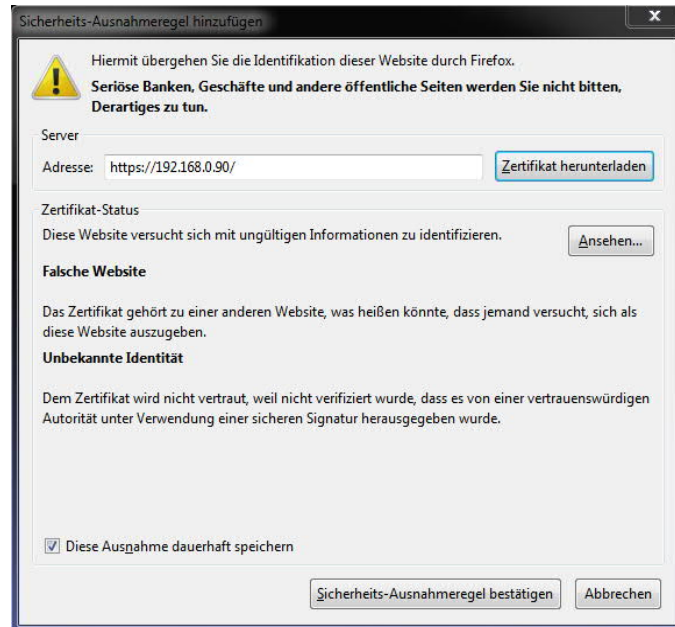 Sicherheits-Ausnahmeregel hinzufügen
x
Hiermit übergehen Sie die Identifikation dieser Website durch Firefox.
Seriöse Banken, Geschäfte und andere öffentliche Seiten werden Sie nicht bitten,
Derartiges zu tun.
Server
Adresse: https://192.168.0.90/ Zertifikat herunterladen
Zertifikat-Status
Diese Website versucht sich mit ungültigen Informationen zu identifizieren.
Ansehen...
Falsche Website
Das Zertifikat gehört zu einer anderen Website, was heißen könnte, dass jemand versucht, sich als
diese Website auszugeben.
Unbekannte Identität
Dem Zertifikat wird nicht vertraut, weil nicht verifiziert wurde, dass es von einer vertrauenswürdigen
Autorität unter Verwendung einer sicheren Signatur herausgegeben wurde.
Diese Ausnahme dauerhaft speichern
Sicherheits-Ausnahmeregel bestätigen Abbrechen